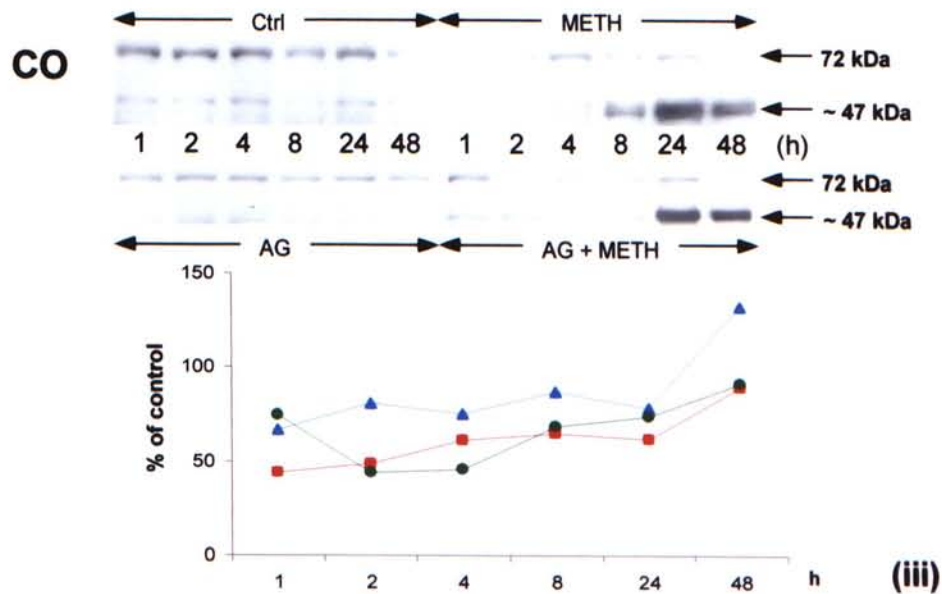 Ctrl METH
CO
72 kDa
~ 47 kDa
1 2 4 8 24 48 1 2 4 8 24 48 (h)
72 kDa
~ 47 kDa
AG AG + METH
150
100
50
0
% of control
1 2 4 8 24 48 h
(iii)